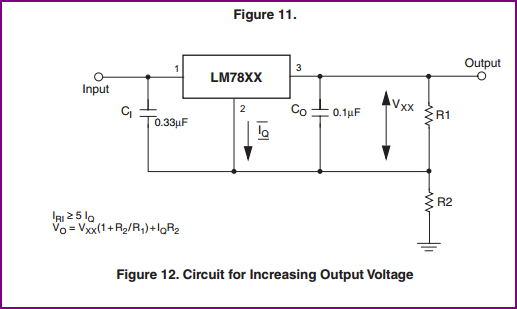 Figure 11.
Output
1
LM78XX
3
Input
CI
0.33µF
2
IQ
CO
0.1µF
VXX
R1
R2
IRI ≥ 5 IQ
VO = VXX(1+R2/R1)+IQR2
Figure 12. Circuit for Increasing Output Voltage